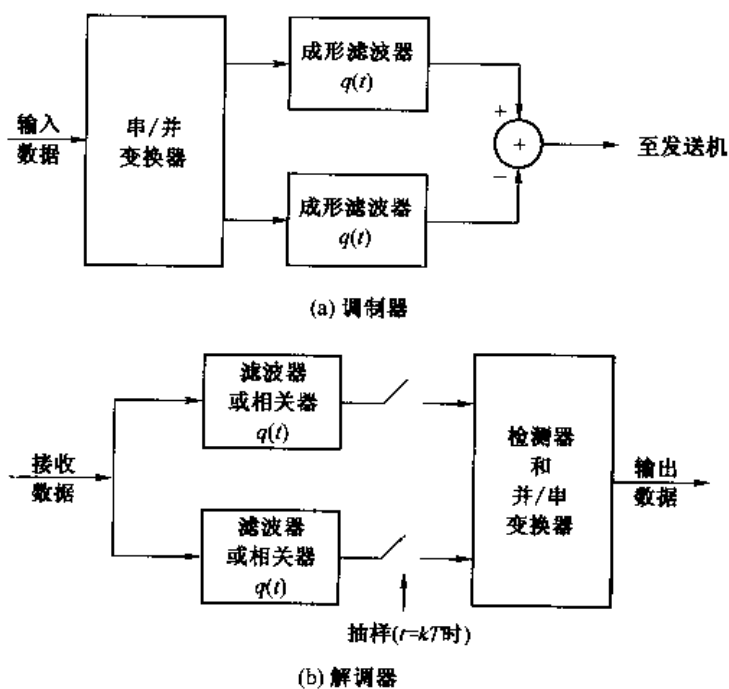 成形滤波器
q(t)
输入
数据
串/并
变换器
+
+
−
至发送机
成形滤波器
q(t)
(a) 调制器
滤波器
或相关器
q(t)
接收
数据
检测器
和
并/串
变换器
输出
数据
滤波器
或相关器
q(t)
抽样(t=kT时)
(b) 解调器